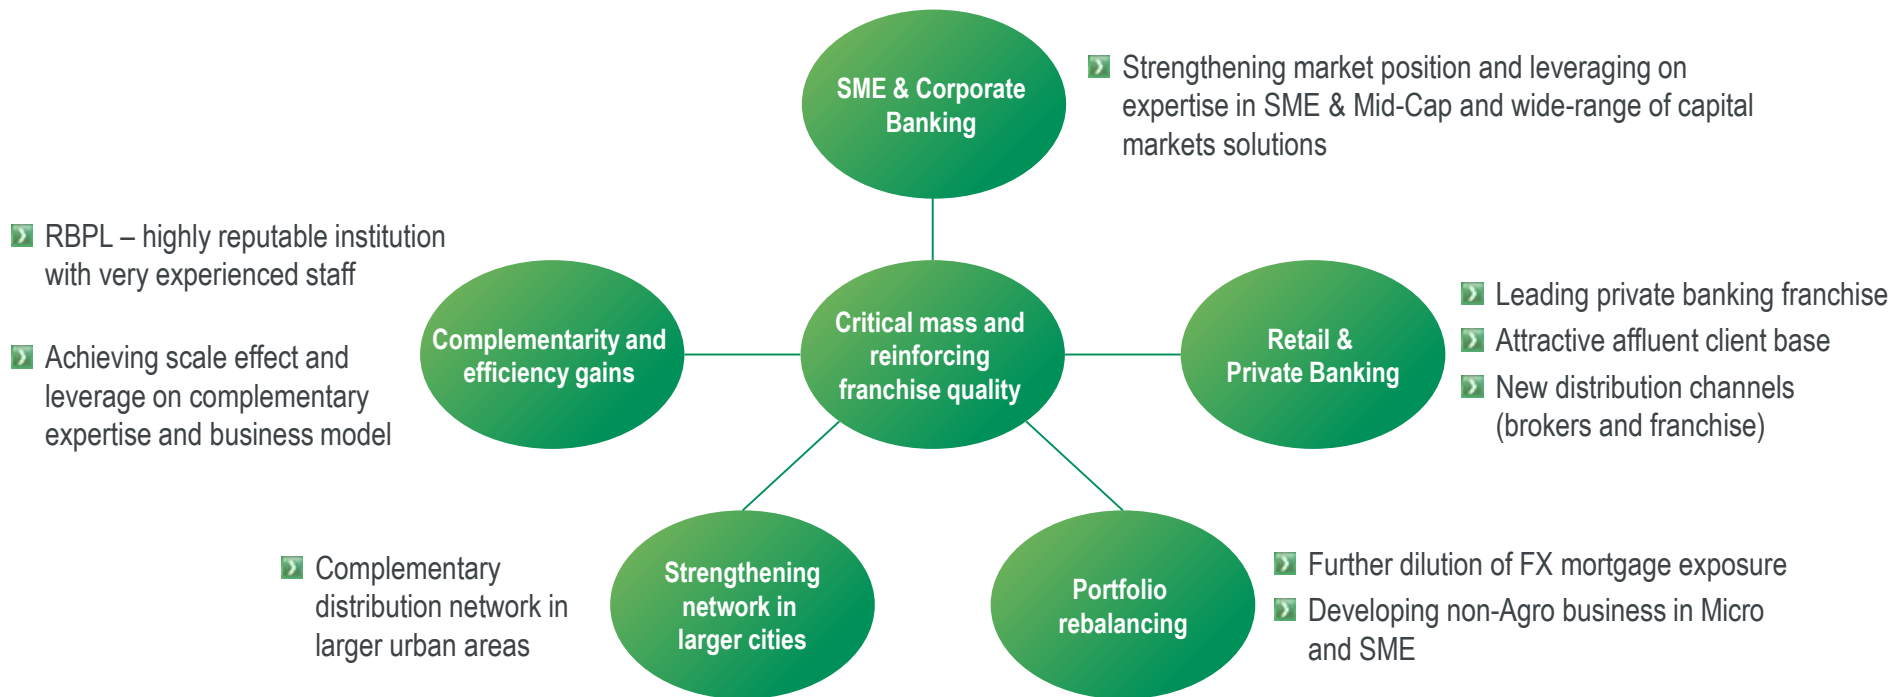 SME & Corporate
Banking
Strengthening market position and leveraging on
expertise in SME & Mid-Cap and wide-range of capital
markets solutions
RBPL – highly reputable institution
with very experienced staff
Achieving scale effect and
leverage on complementary
expertise and business model
Complementarity and
efficiency gains
Critical mass and
reinforcing
franchise quality
Retail &
Private Banking
Leading private banking franchise
Attractive affluent client base
New distribution channels
(brokers and franchise)
Complementary
distribution network in
larger urban areas
Strengthening
network in
larger cities
Portfolio
rebalancing
Further dilution of FX mortgage exposure
Developing non-Agro business in Micro
and SME